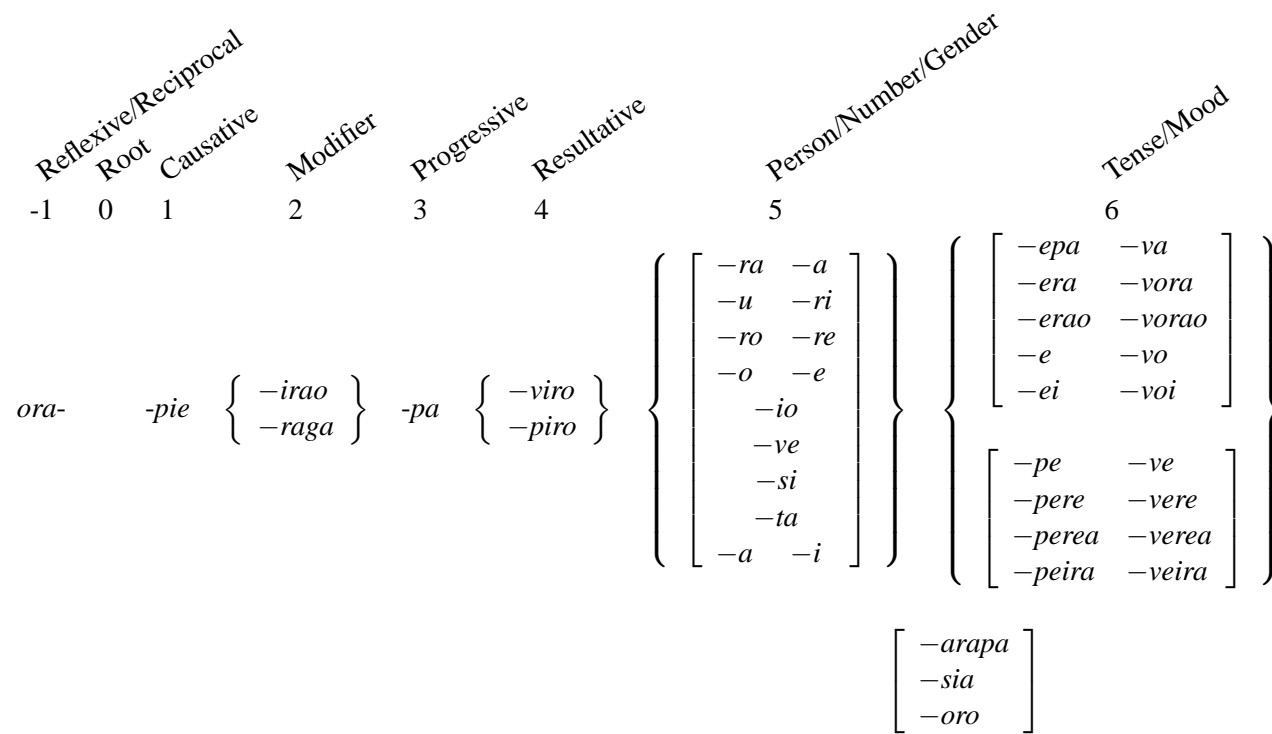 Reflexive/Reciprocal Root Causative Modifier Progressive Resultative Person/Number/Gender Tense/Mood
-1 0 1 2 3 4 5 6
ora- -pie
−irao
−raga
-pa
−viro
−piro
−ra −a
−u −ri
−ro −re
−o −e
−io
−ve
−si
−ta
−a −i
−epa −va
−era −vora
−erao −vorao
−e −vo
−ei −voi
−pe −ve
−pere −vere
−perea −verea
−peira −veira
−arapa
−sia
−oro